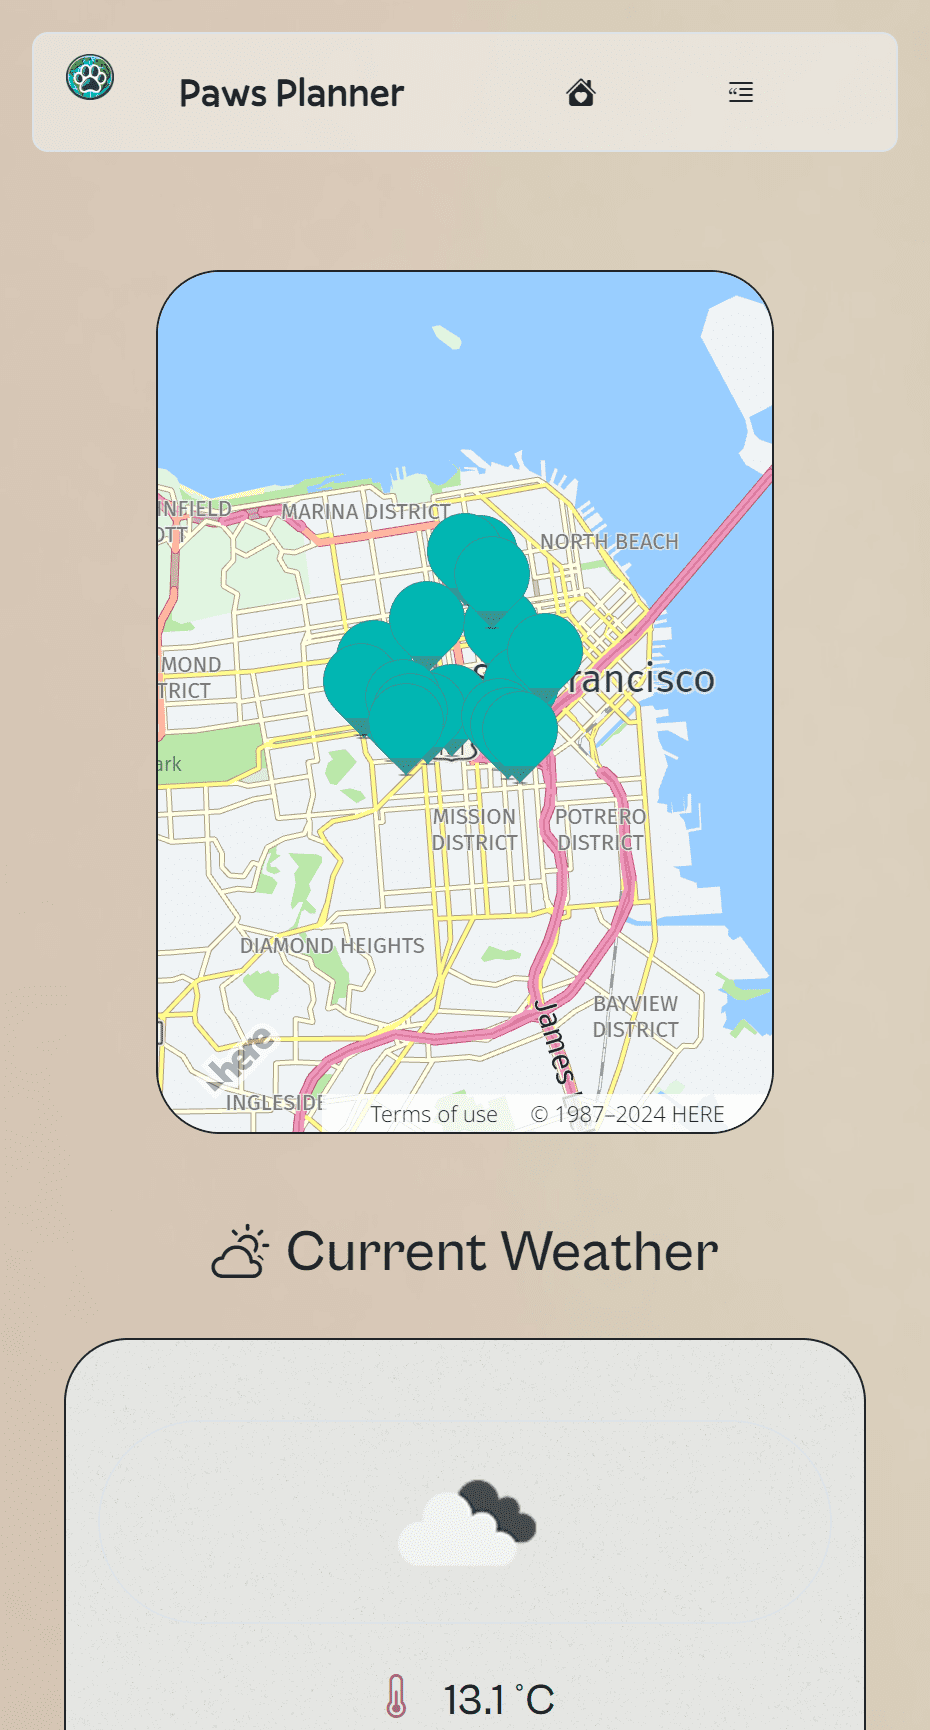 Paws Planner
INFIELD
OTT
MARINA DISTRICT
NORTH BEACH
MOND
TRICT
rancisco
ark
MISSION
DISTRICT
POTRERO
DISTRICT
DIAMOND HEIGHTS
BAYVIEW
DISTRICT
James
here
INGLESIDE
Terms of use © 1987–2024 HERE
Current Weather
13.1 °C